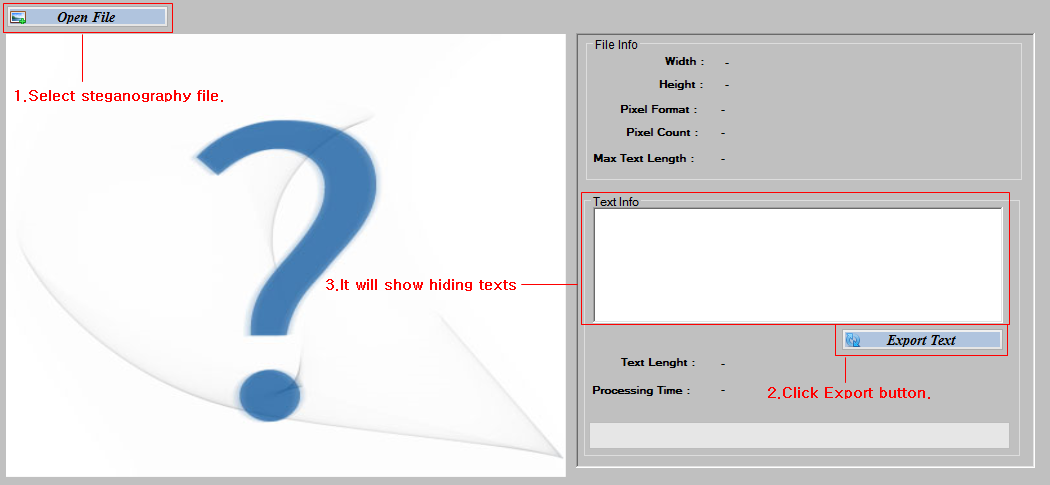 Open File
1.Select steganography file.
File Info
Width : -
Height : -
Pixel Format : -
Pixel Count : -
Max Text Length : -
Text Info
3.It will show hiding texts
Export Text
Text Lenght : -
Processing Time : -
2.Click Export button.
?